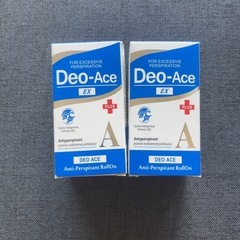 FOR EXCESSIVE
PERSPIRATION
Deo-Ace
EX
PLUS
A
Antiperspirant
DEO ACE
Anti-Perspirant RollOn
FOR EXCESSIVE
PERSPIRATION
Deo-Ace
EX
PLUS
A
Antiperspirant
DEO ACE
Anti-Perspirant RollOn